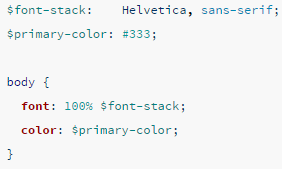 $font-stack:    Helvetica, sans-serif;
$primary-color: #333;

body {
  font: 100% $font-stack;
  color: $primary-color;
}